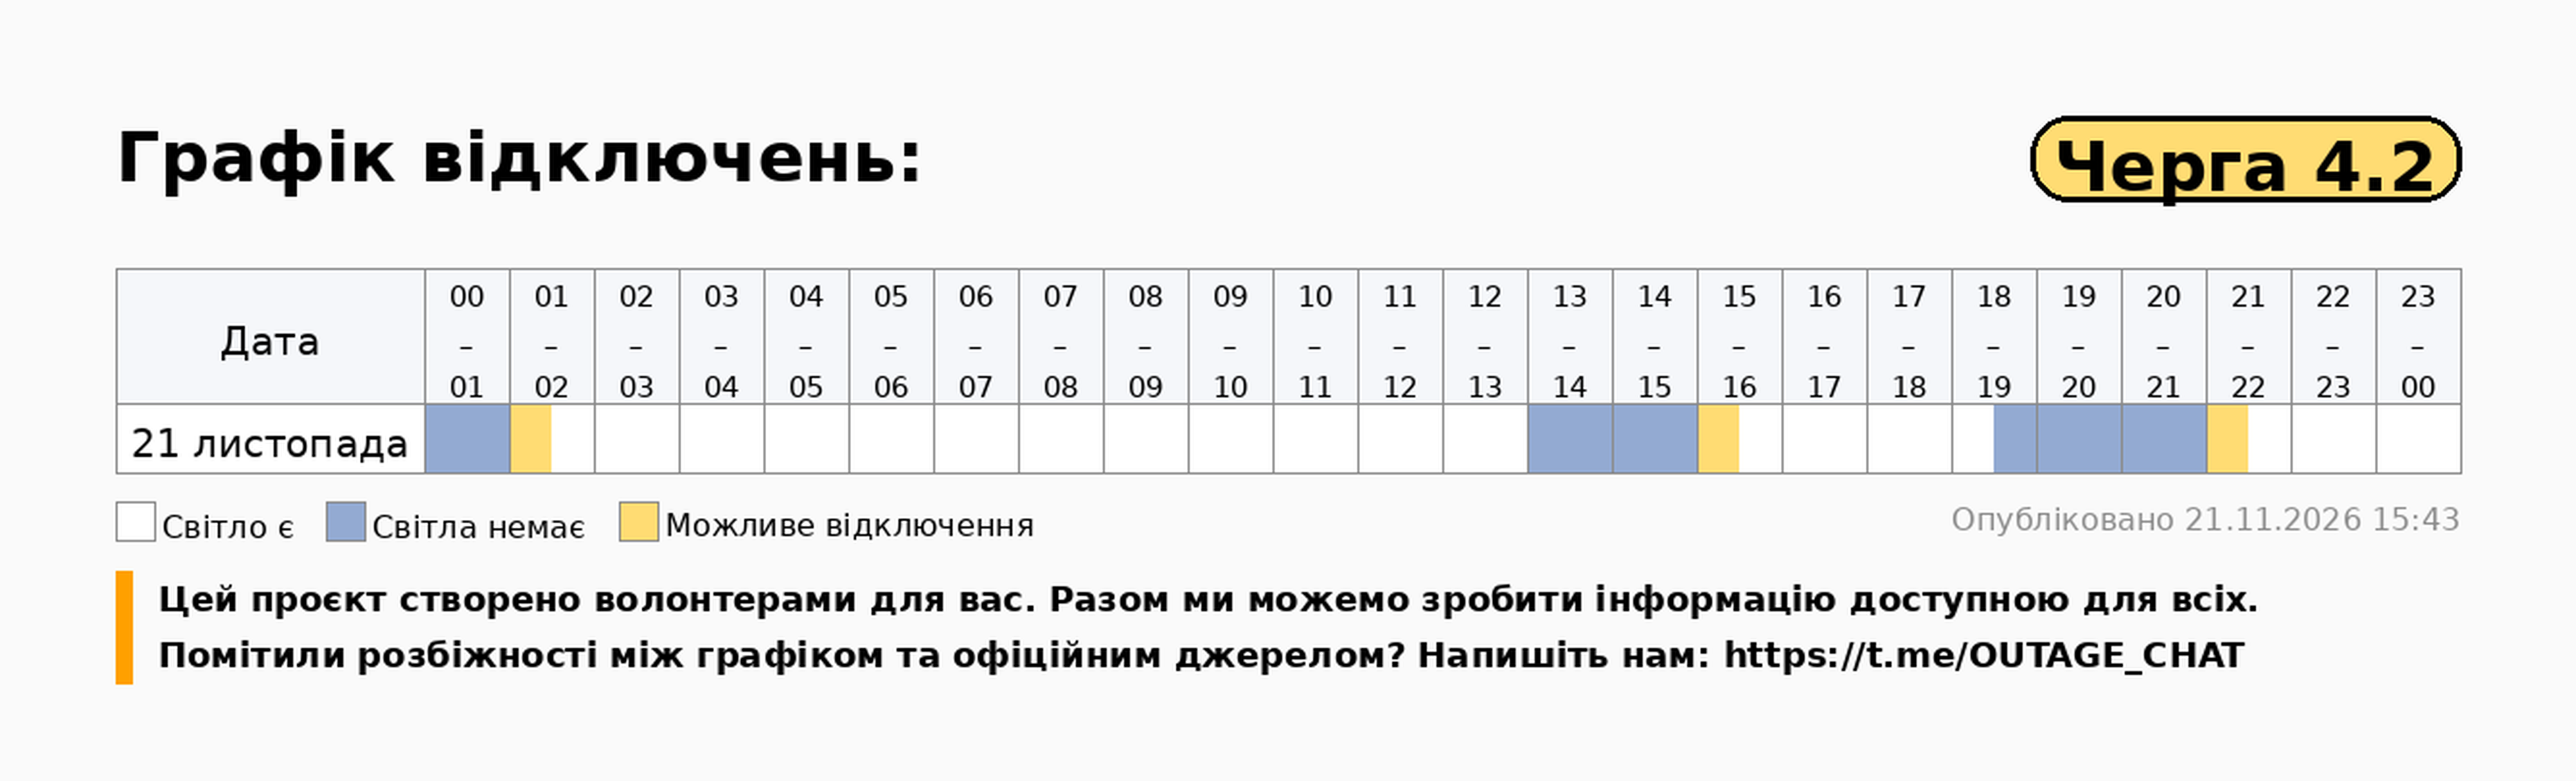 Графік відключень:
Черга 4.2
Дата
00 – 01
01 – 02
02 – 03
03 – 04
04 – 05
05 – 06
06 – 07
07 – 08
08 – 09
09 – 10
10 – 11
11 – 12
12 – 13
13 – 14
14 – 15
15 – 16
16 – 17
17 – 18
18 – 19
19 – 20
20 – 21
21 – 22
22 – 23
23 – 00
21 листопада
Світло є
Світла немає
Можливе відключення
Опубліковано 21.11.2026 15:43
Цей проєкт створено волонтерами для вас. Разом ми можемо зробити інформацію доступною для всіх.
Помітили розбіжності між графіком та офіційним джерелом? Напишіть нам: https://t.me/OUTAGE_CHAT